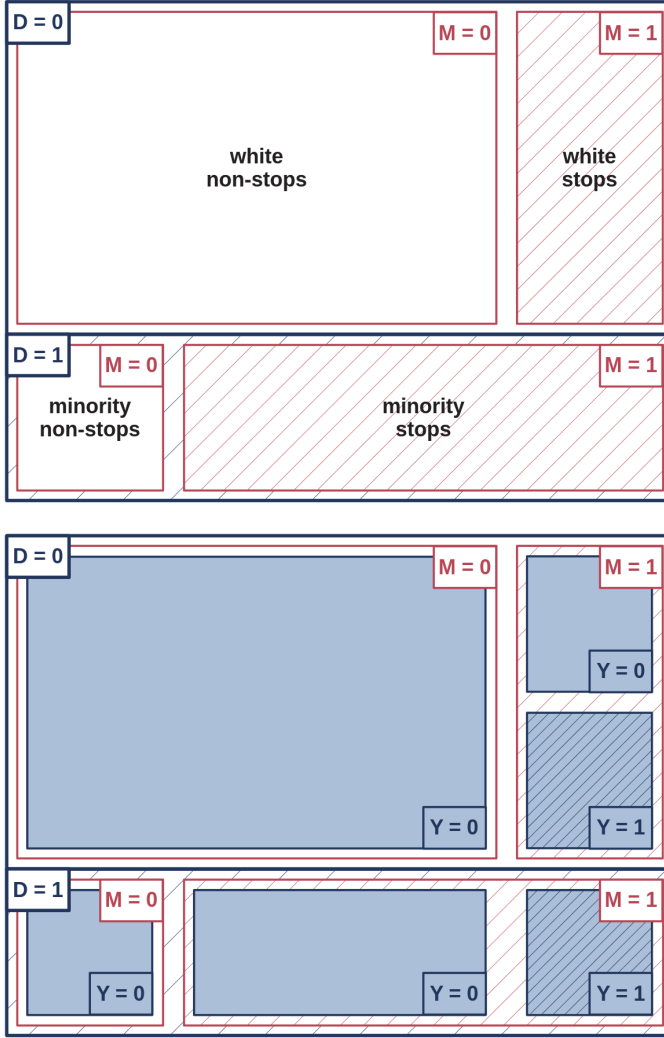 D = 0
M = 0
M = 1
white
non-stops
white
stops
D = 1
M = 0
M = 1
minority
non-stops
minority
stops
D = 0
M = 0
M = 1
Y = 0
Y = 0
Y = 1
D = 1
M = 0
M = 1
Y = 0
Y = 0
Y = 1